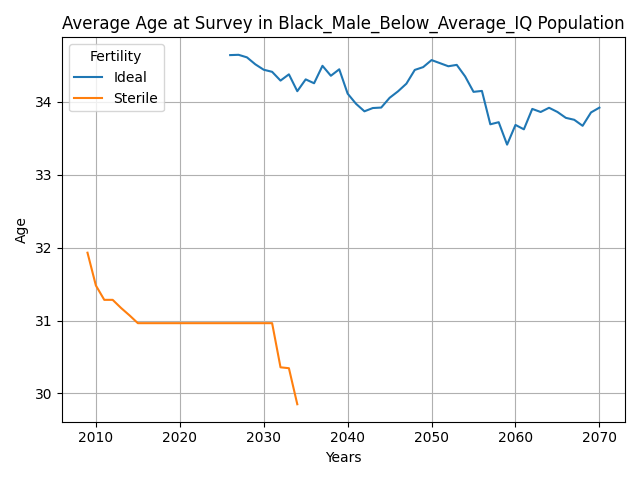 Average Age at Survey in Black_Male_Below_Average_IQ Population
Fertility
Ideal
Sterile
34
33
32
31
30
Age
2010 2020 2030 2040 2050 2060 2070
Years